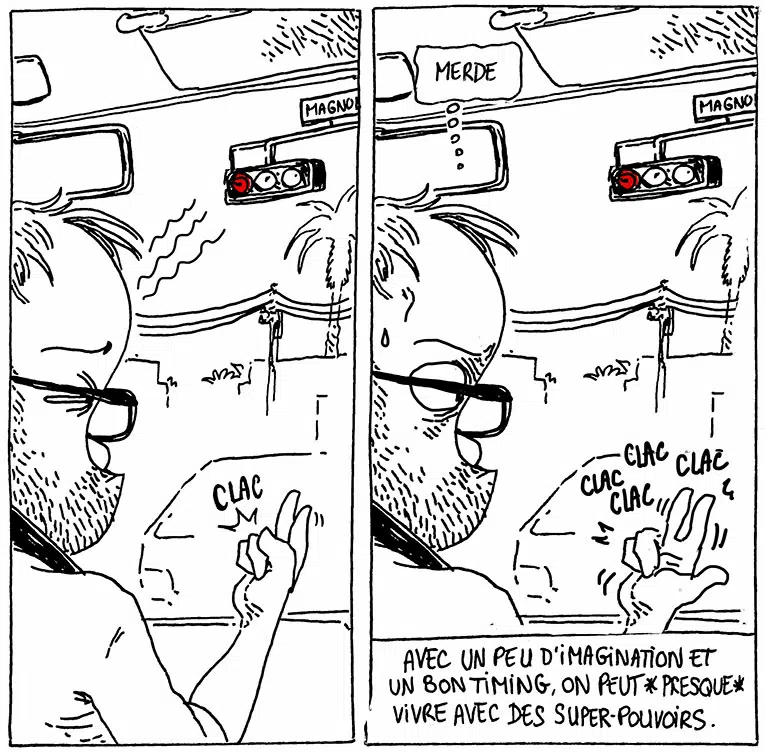 MAGNO
CLAC
MERDE
MAGNO
CLAC
CLAC
CLAC
CLAC
AVEC UN PEU D'IMAGINATION ET
UN BON TIMING, ON PEUT *PRESQUE*
VIVRE AVEC DES SUPER-POUVOIRS.